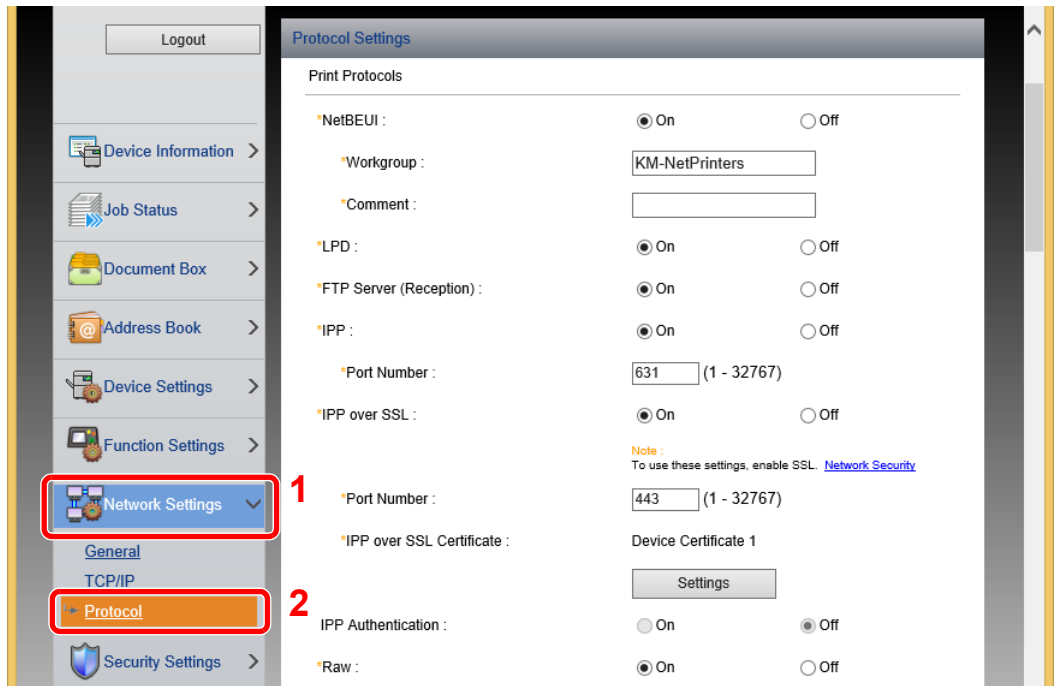 Logout
Device Information
Job Status
Document Box
Address Book
Device Settings
Function Settings
Network Settings
1
General
TCP/IP
Protocol
2
Security Settings
Protocol Settings
Print Protocols
*NetBEUI : On Off
*Workgroup : KM-NetPrinters
*Comment :
*LPD : On Off
*FTP Server (Reception) : On Off
*IPP : On Off
*Port Number : 631 (1 - 32767)
*IPP over SSL : On Off
Note :
To use these settings, enable SSL. Network Security
*Port Number : 443 (1 - 32767)
*IPP over SSL Certificate : Device Certificate 1
Settings
IPP Authentication : On Off
*Raw : On Off